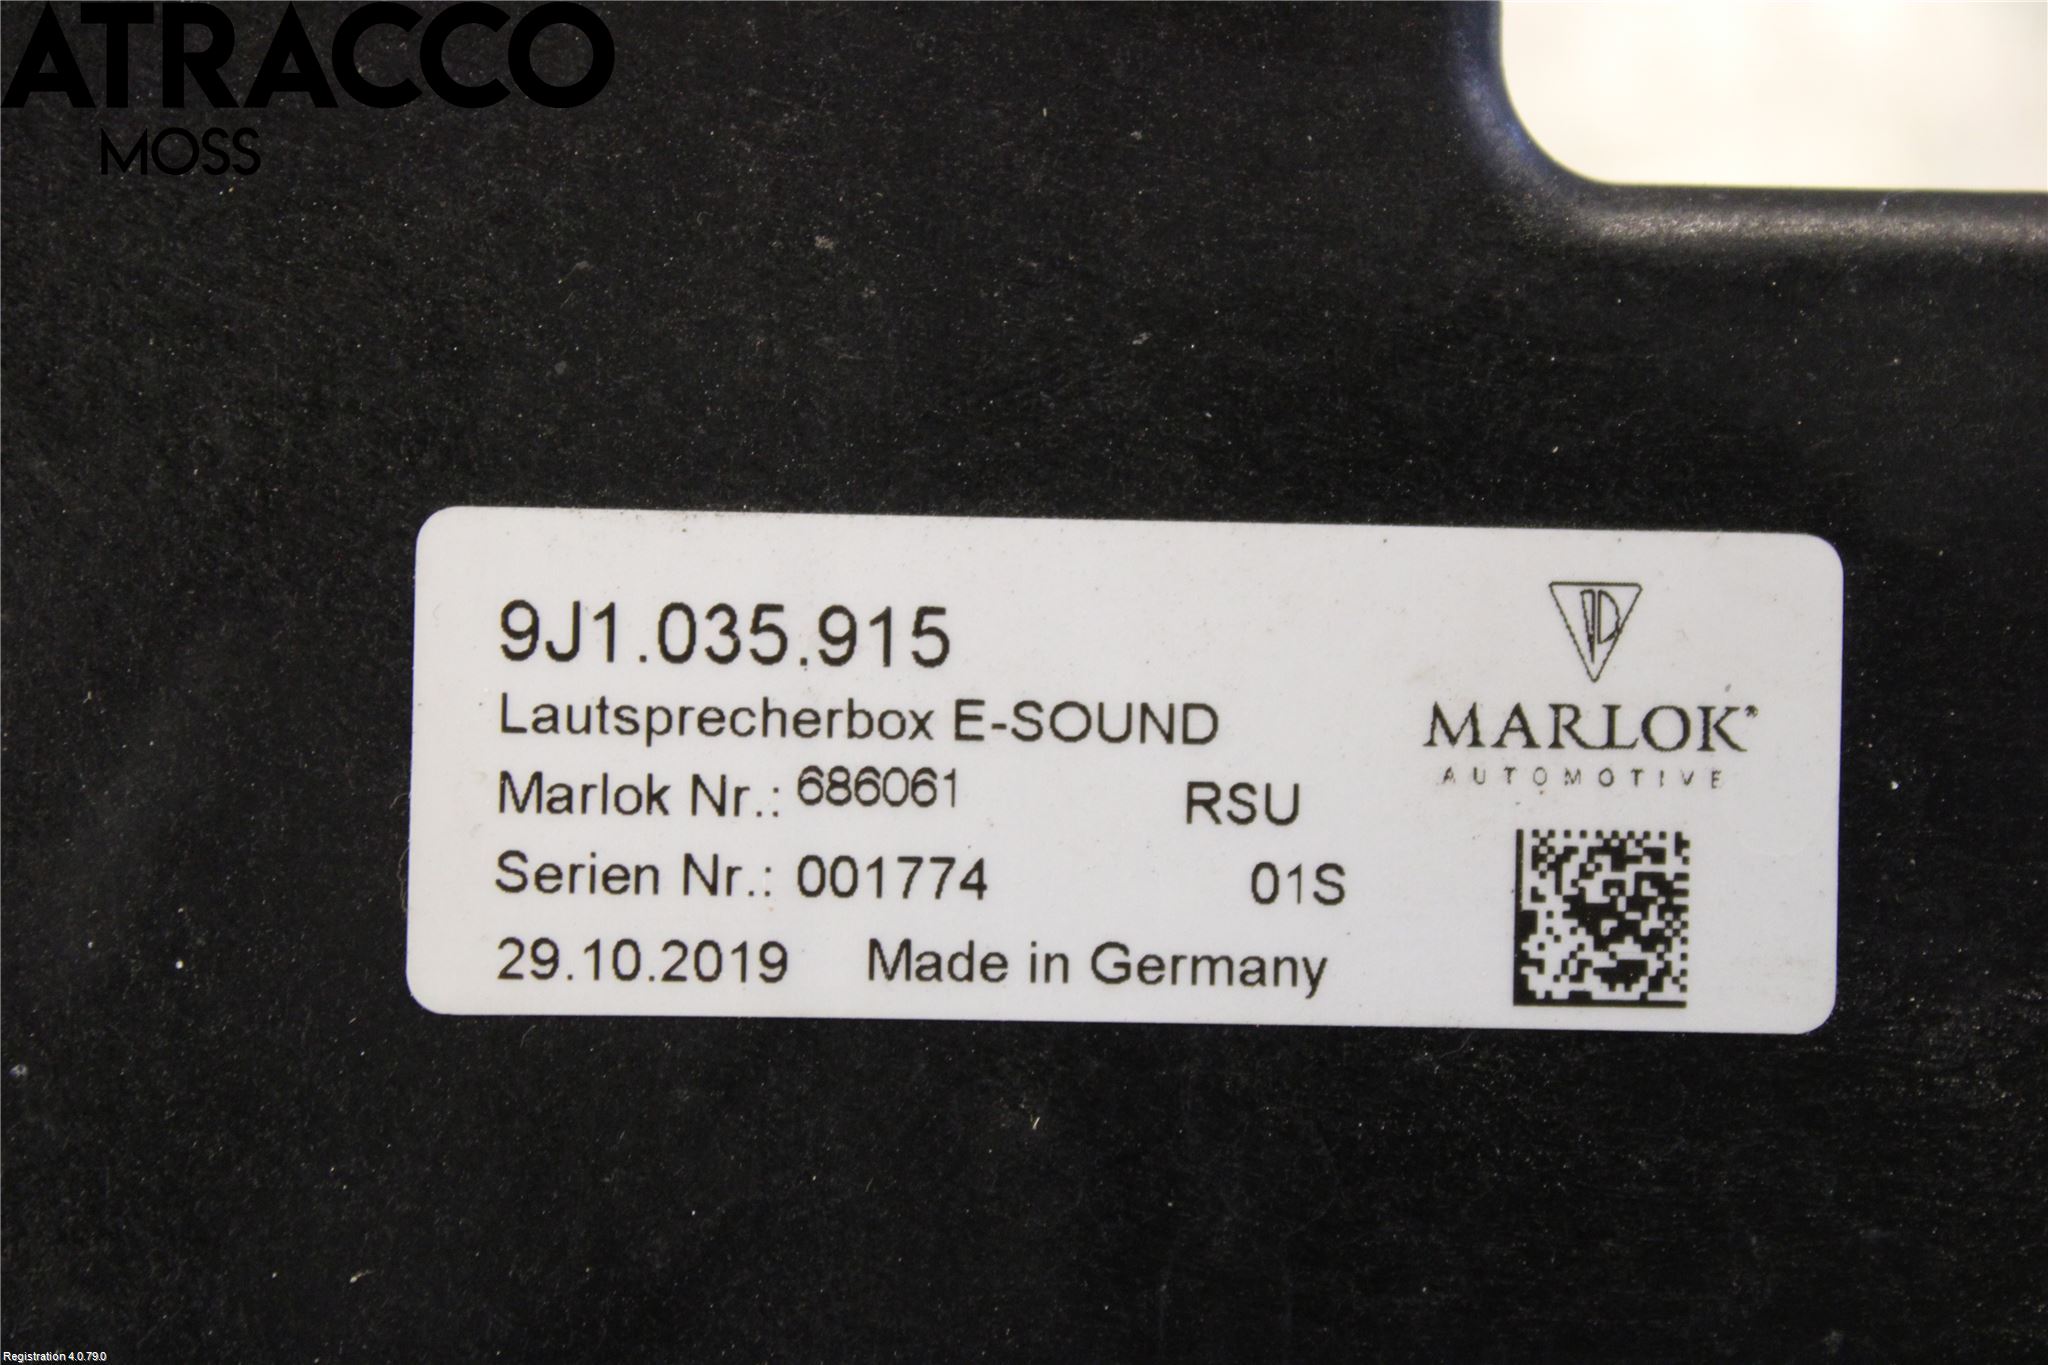 ATRACCO
MOSS
9J1.035.915
Lautsprecherbox E-SOUND
Marlok Nr.: 686061 RSU
Serien Nr.: 001774 01S
29.10.2019 Made in Germany
MARLOK®
AUTOMOTIVE
Registration 4.0.79.0